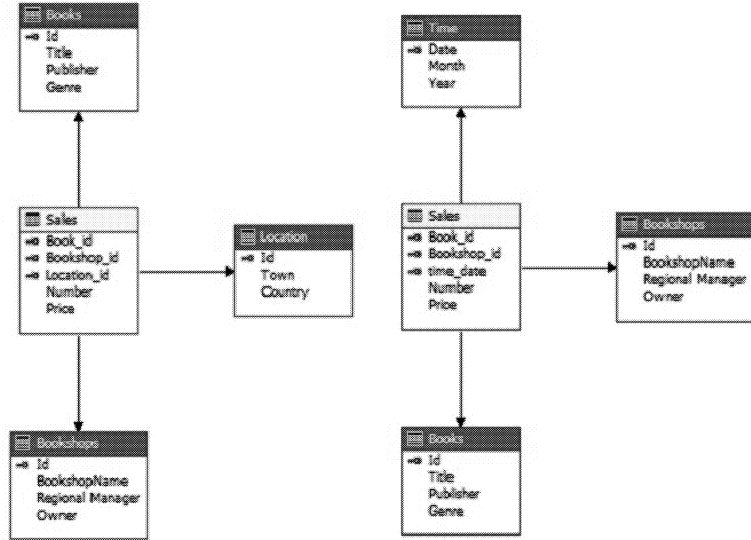 Books
Id
Title
Publisher
Genre
Sales
Book_id
Bookshop_id
Location_id
Number
Price
Location
Id
Town
Country
Bookshops
Id
BookshopName
Regional Manager
Owner
Time
Date
Month
Year
Sales
Book_id
Bookshop_id
time_date
Number
Price
Bookshops
Id
BookshopName
Regional Manager
Owner
Books
Id
Title
Publisher
Genre